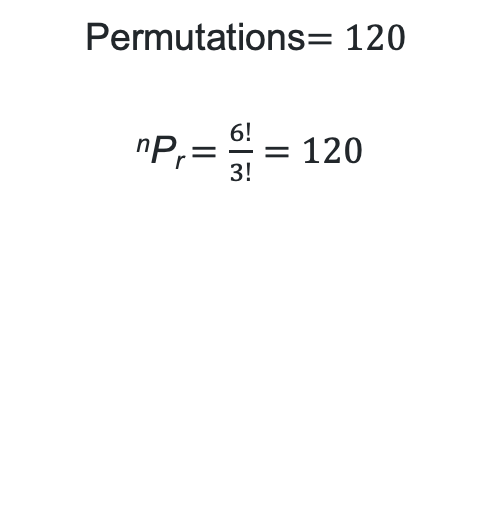 Permutations= 120
ⁿPᵣ= 6!/3! = 120